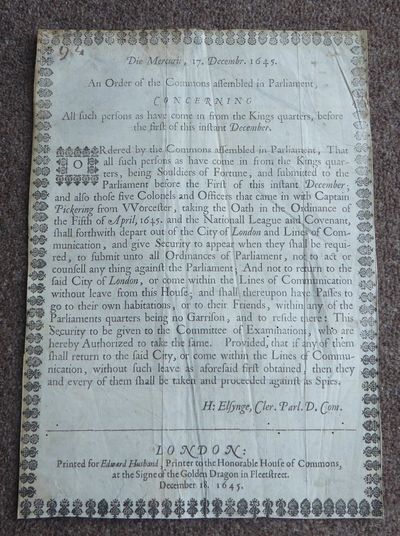 Die Mercurii, 17. Decembr. 1645.
An Order of the Commons assembled in Parliament,
CONCERNING
All such persons as have come in from the Kings quarters, before
the first of this instant December.
ORdered by the Commons assembled in Parliament, That
all such persons as have come in from the Kings quar-
ters, being Souldiers of Fortune, and submitted to the
Parliament before the First of this instant December;
and also those five Colonels and Officers that came in with Captain
Pickering from VVorcester, taking the Oath in the Ordinance of
the Fifth of April, 1645. and the Nationall League and Covenant,
shall forthwith depart out of the City of London and Lines of Com-
munication, and give Security to appear when they shall be requi-
red, to submit unto all Ordinances of Parliament, not to act or
counsell any thing against the Parliament; And not to return to the
said City of London, or come within the Lines of Communication
without leave from this House; and shall thereupon have Passes to
go to their own habitations, or to their Friends, within any of the
Parliaments quarters being no Garrison, and to reside there: This
Security to be given to the Committee of Examinations, who are
hereby Authorized to take the same. Provided, that if any of them
shall return to the said City, or come within the Lines of Commu-
nication, without such leave as aforesaid first obtained, then they
and every of them shall be taken and proceeded against as Spies.
H: Elsynge, Cler. Parl. D. Com.
LONDON:
Printed for Edward Husband, Printer to the Honorable House of Commons,
at the Signe of the Golden Dragon in Fleetstreet.
December 18. 1645.